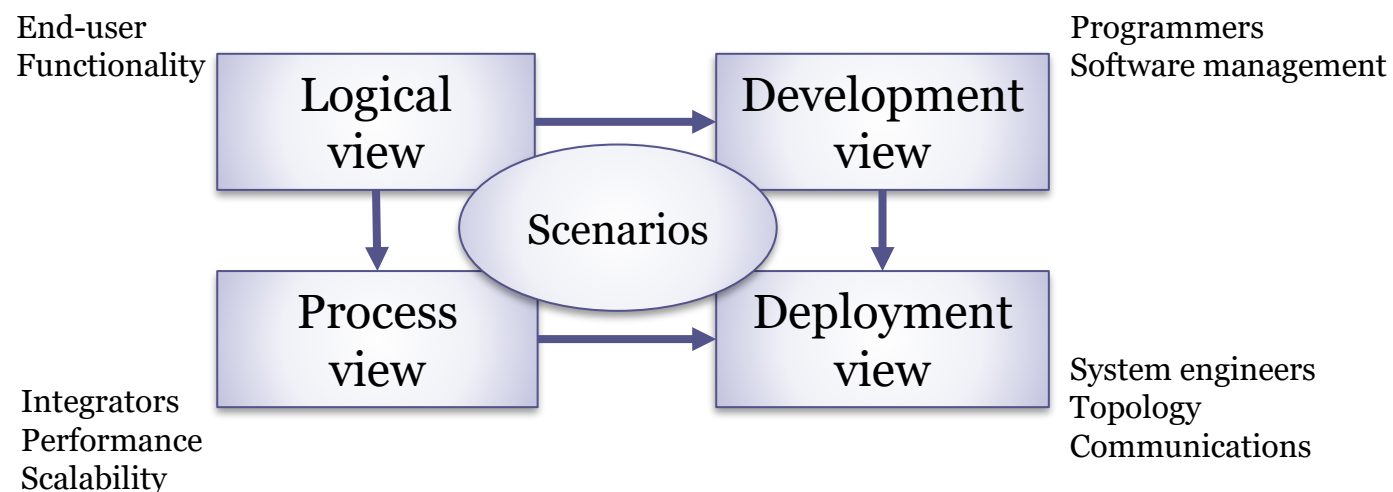 End-user
Functionality
Logical
view
Development
view
Programmers
Software management
Scenarios
Process
view
Deployment
view
Integrators
Performance
Scalability
System engineers
Topology
Communications